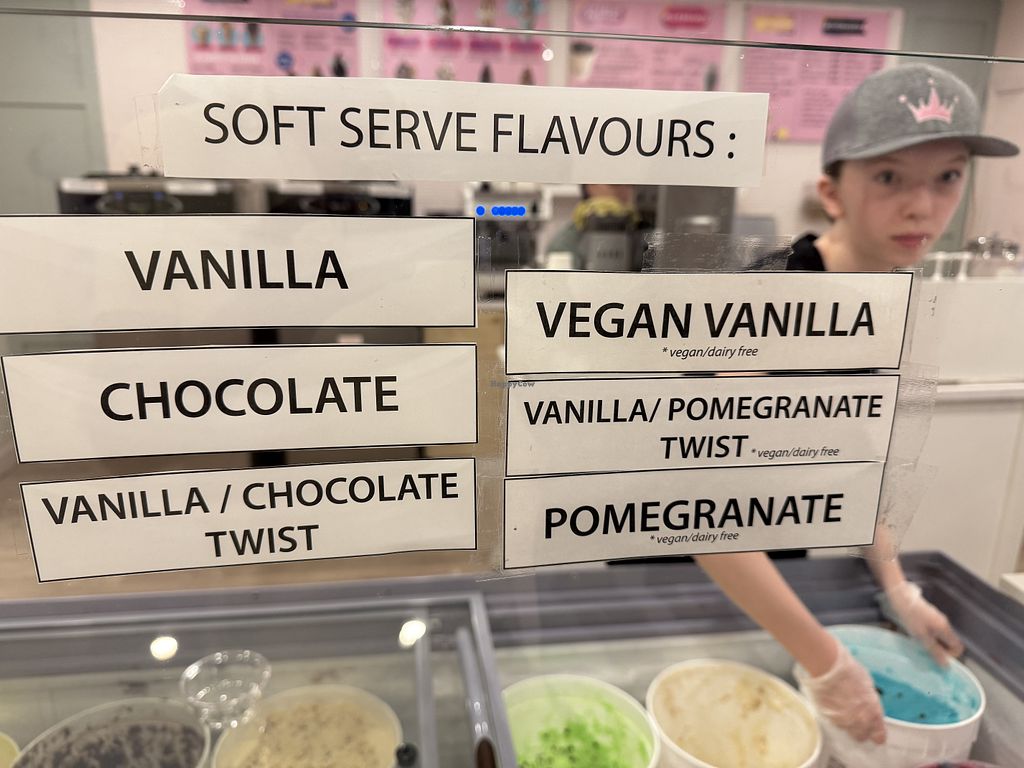 SOFT SERVE FLAVOURS :
VANILLA
CHOCOLATE
VANILLA / CHOCOLATE
TWIST
VEGAN VANILLA
* vegan/dairy free
VANILLA/ POMEGRANATE
TWIST * vegan/dairy free
POMEGRANATE
* vegan/dairy free
HappyCow